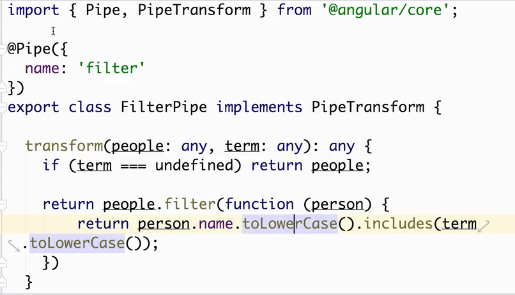 import { Pipe, PipeTransform } from '@angular/core';
@Pipe({
name: 'filter'
})
export class FilterPipe implements PipeTransform {
transform(people: any, term: any): any {
if (term === undefined) return people;
return people.filter(function (person) {
return person.name.toLowerCase().includes(term
.toLowerCase());
})
}